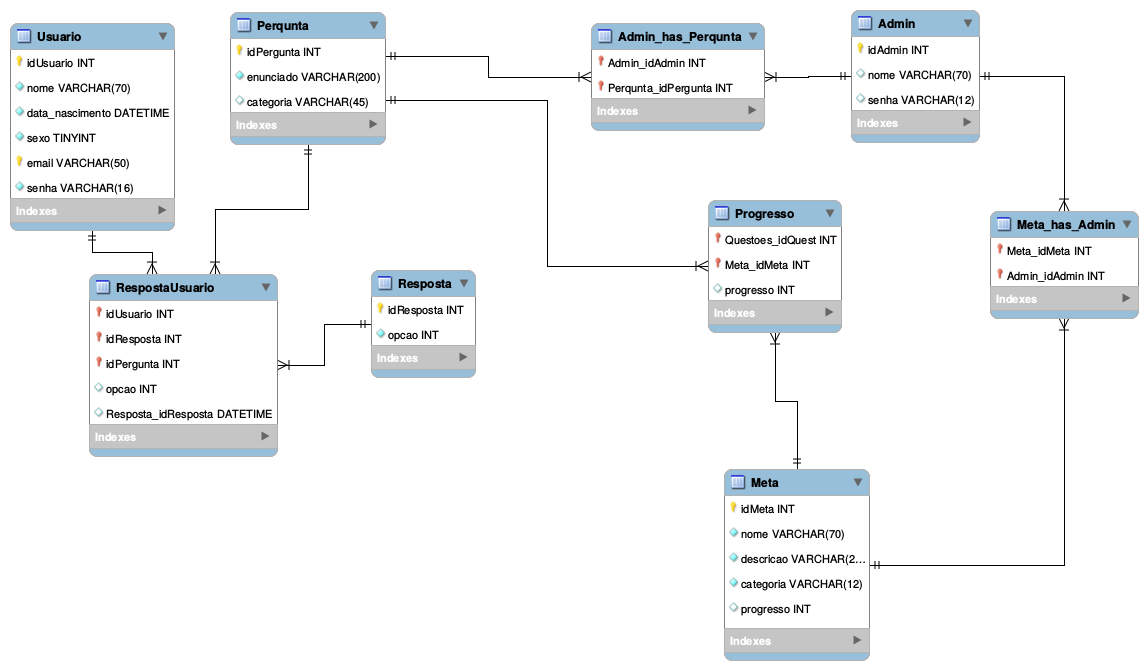 Usuario
idUsuario INT
nome VARCHAR(70)
data_nascimento DATETIME
sexo TINYINT
email VARCHAR(50)
senha VARCHAR(16)
Indexes
Perqunta
idPergunta INT
enunciado VARCHAR(200)
categoria VARCHAR(45)
Indexes
Admin_has_Perqunta
Admin_idAdmin INT
Perqunta_idPergunta INT
Indexes
Admin
idAdmin INT
nome VARCHAR(70)
senha VARCHAR(12)
Indexes
RespostaUsuario
idUsuario INT
idResposta INT
idPergunta INT
opcao INT
Resposta_idResposta DATETIME
Indexes
Resposta
idResposta INT
opcao INT
Indexes
Progresso
Questoes_idQuest INT
Meta_idMeta INT
progresso INT
Indexes
Meta_has_Admin
Meta_idMeta INT
Admin_idAdmin INT
Indexes
Meta
idMeta INT
nome VARCHAR(70)
descricao VARCHAR(2...
categoria VARCHAR(12)
progresso INT
Indexes